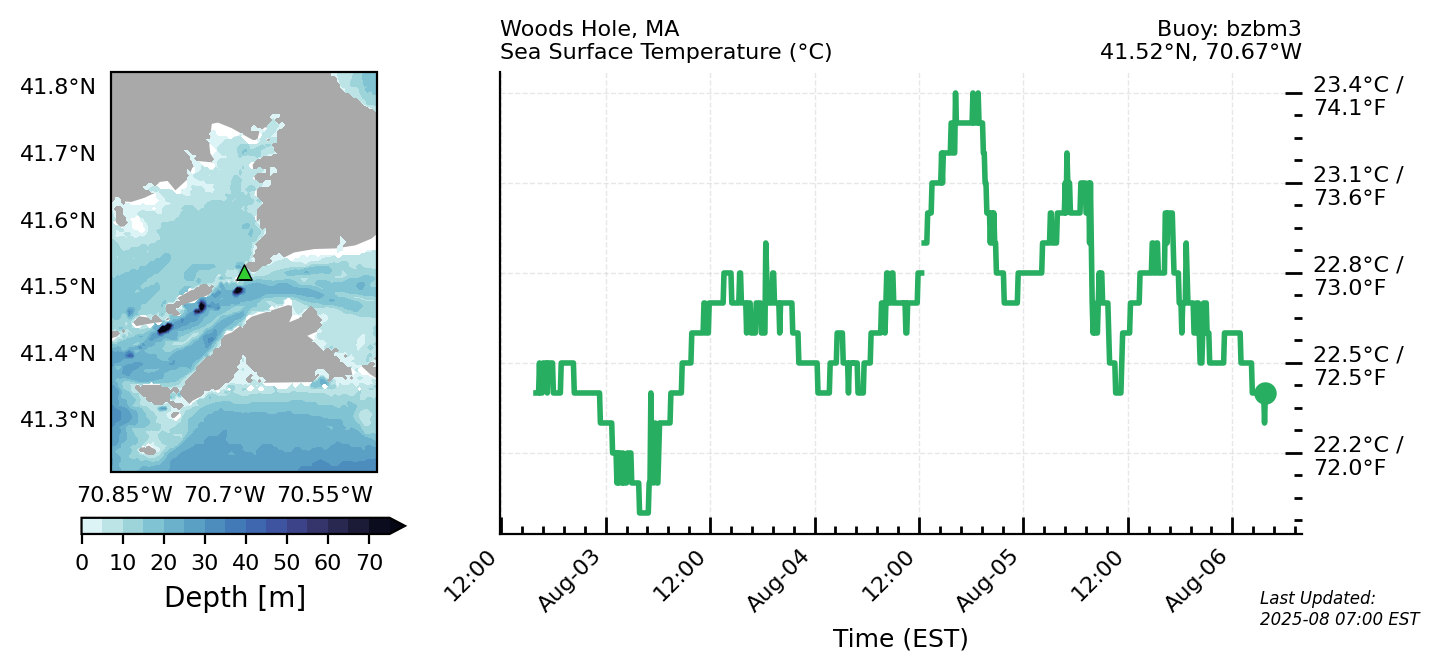 Woods Hole, MA
Sea Surface Temperature (°C)
Buoy: bzbm3
41.52°N, 70.67°W
41.8°N
41.7°N
41.6°N
41.5°N
41.4°N
41.3°N
70.85°W 70.7°W 70.55°W
0 10 20 30 40 50 60 70
Depth [m]
23.4°C /
74.1°F
23.1°C /
73.6°F
22.8°C /
73.0°F
22.5°C /
72.5°F
22.2°C /
72.0°F
12:00 Aug-03 12:00 Aug-04 12:00 Aug-05 12:00 Aug-06
Time (EST)
Last Updated:
2025-08 07:00 EST